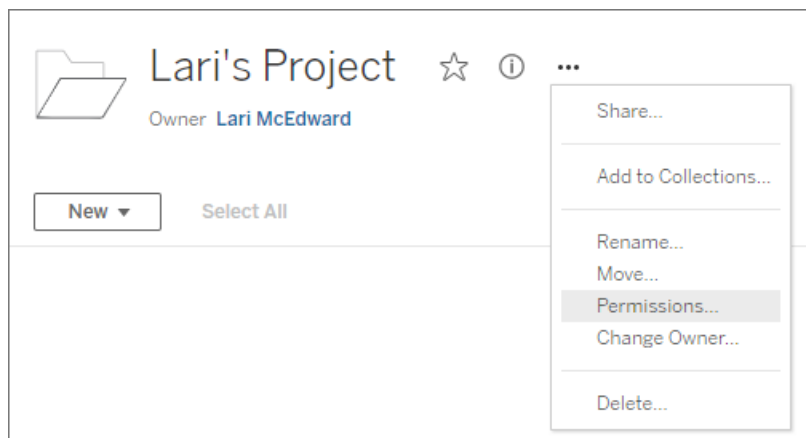 Lari's Project
Owner Lari McEdward
New
Select All
Share...
Add to Collections...
Rename...
Move...
Permissions...
Change Owner...
Delete...